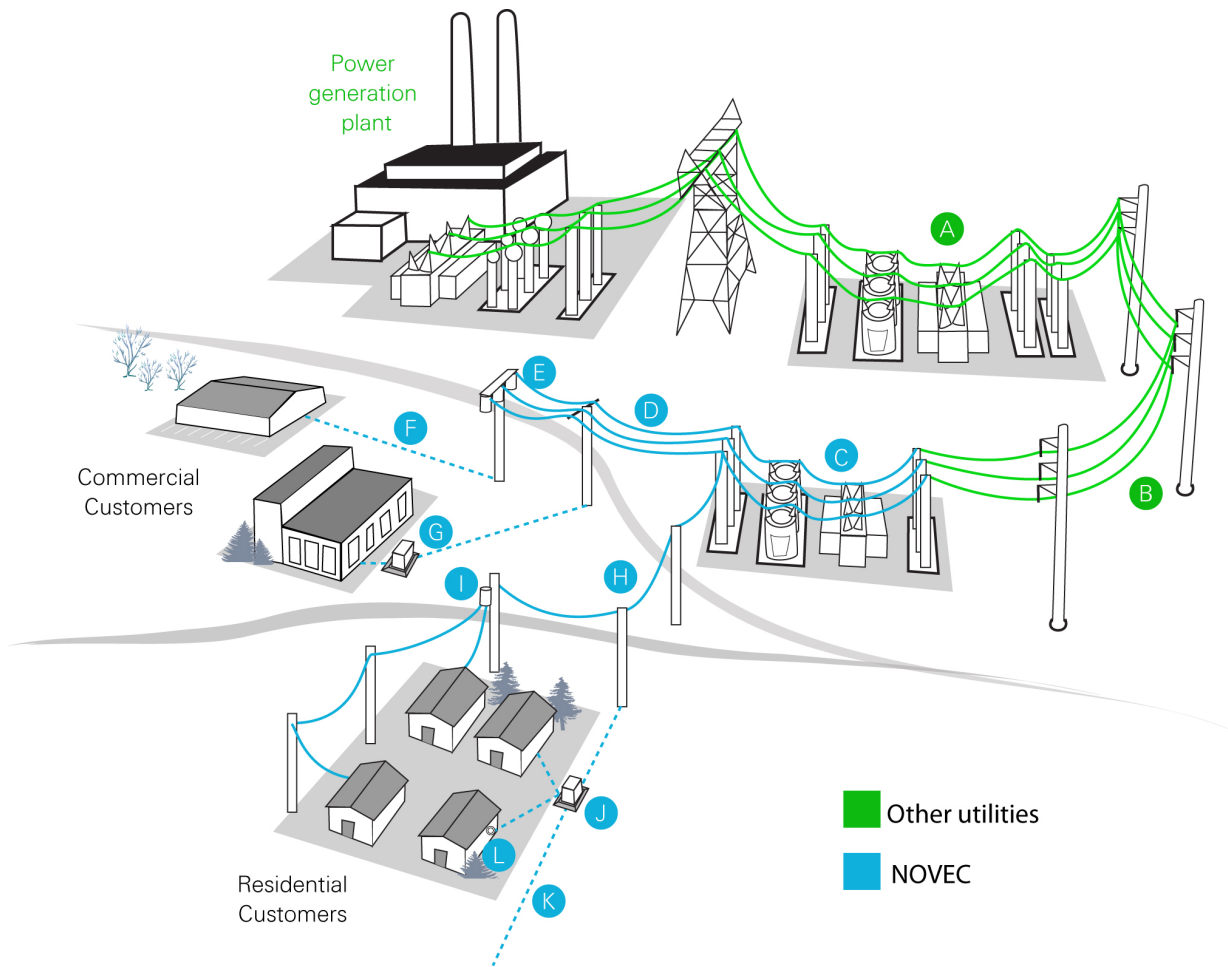 Power
generation
plant
A
E
D
F
C
Commercial
Customers
B
G
I
H
J
L
Residential
Customers
K
Other utilities
NOVEC